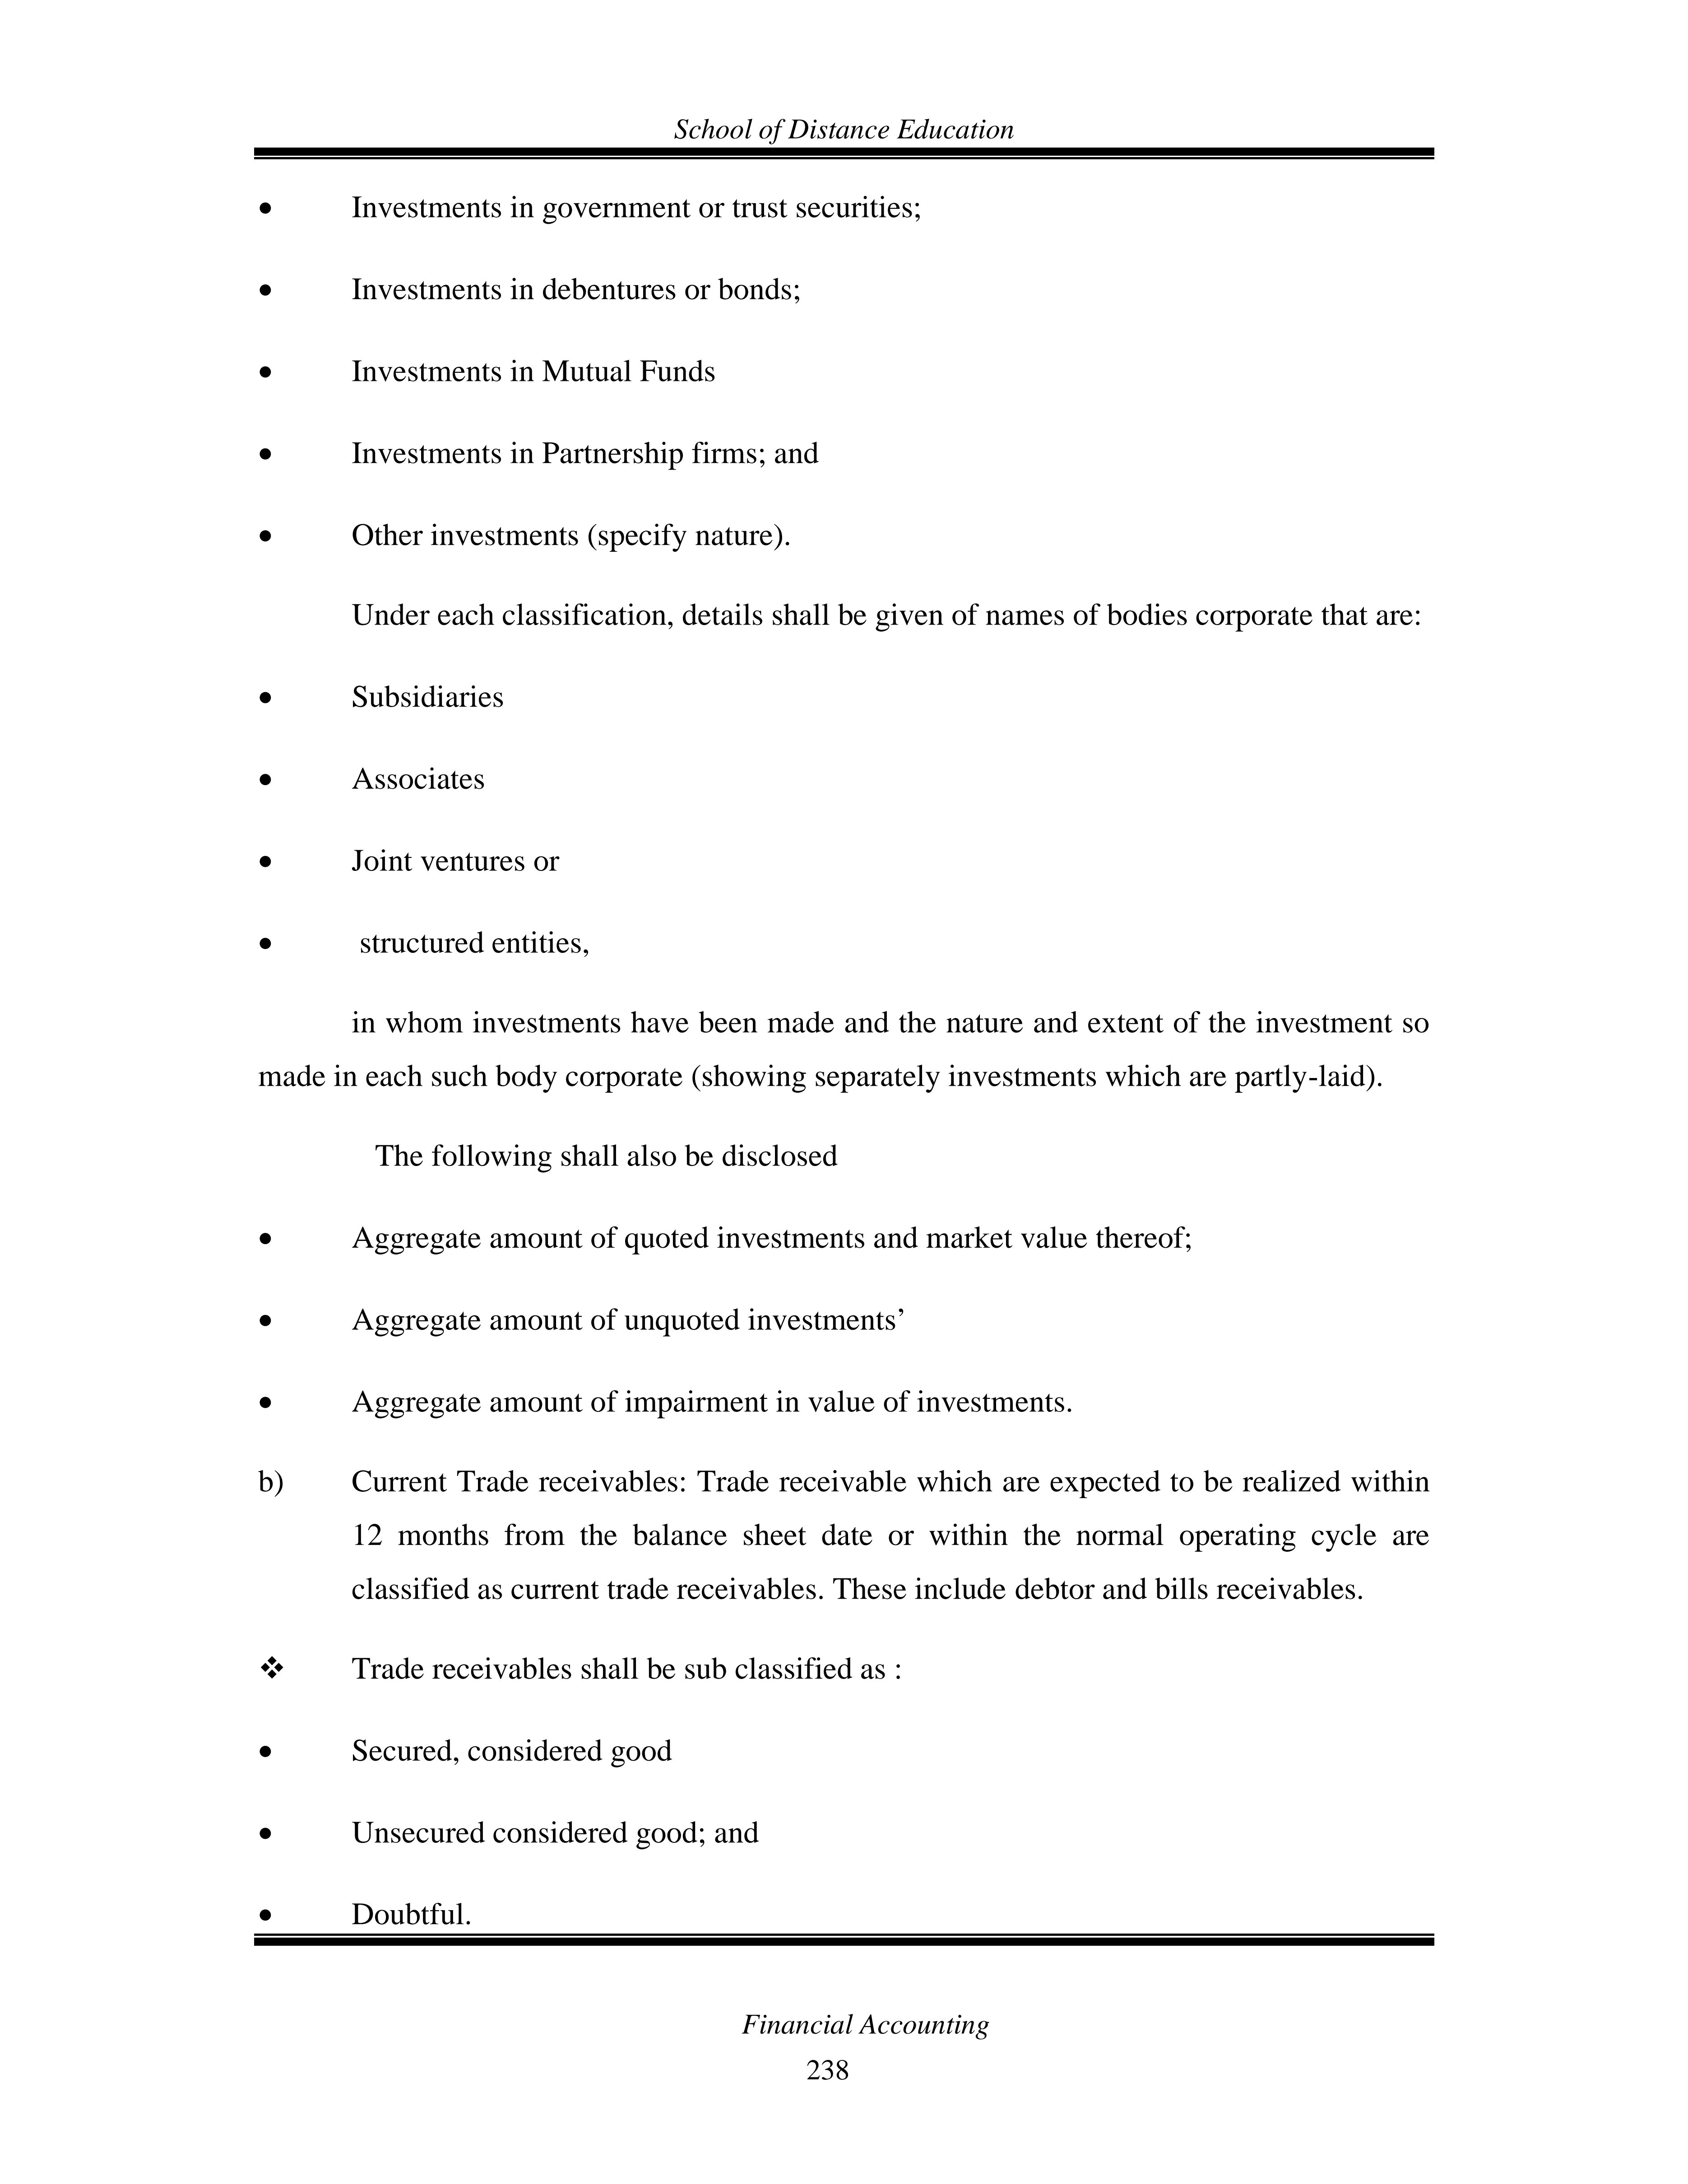 School of Distance Education
• Investments in government or trust securities;
• Investments in debentures or bonds;
• Investments in Mutual Funds
• Investments in Partnership firms; and
• Other investments (specify nature).
Under each classification, details shall be given of names of bodies corporate that are:
• Subsidiaries
• Associates
• Joint ventures or
• structured entities,
in whom investments have been made and the nature and extent of the investment so
made in each such body corporate (showing separately investments which are partly-laid).
The following shall also be disclosed
• Aggregate amount of quoted investments and market value thereof;
• Aggregate amount of unquoted investments’
• Aggregate amount of impairment in value of investments.
b) Current Trade receivables: Trade receivable which are expected to be realized within
12 months from the balance sheet date or within the normal operating cycle are
classified as current trade receivables. These include debtor and bills receivables.
❖ Trade receivables shall be sub classified as :
• Secured, considered good
• Unsecured considered good; and
• Doubtful.
Financial Accounting
238